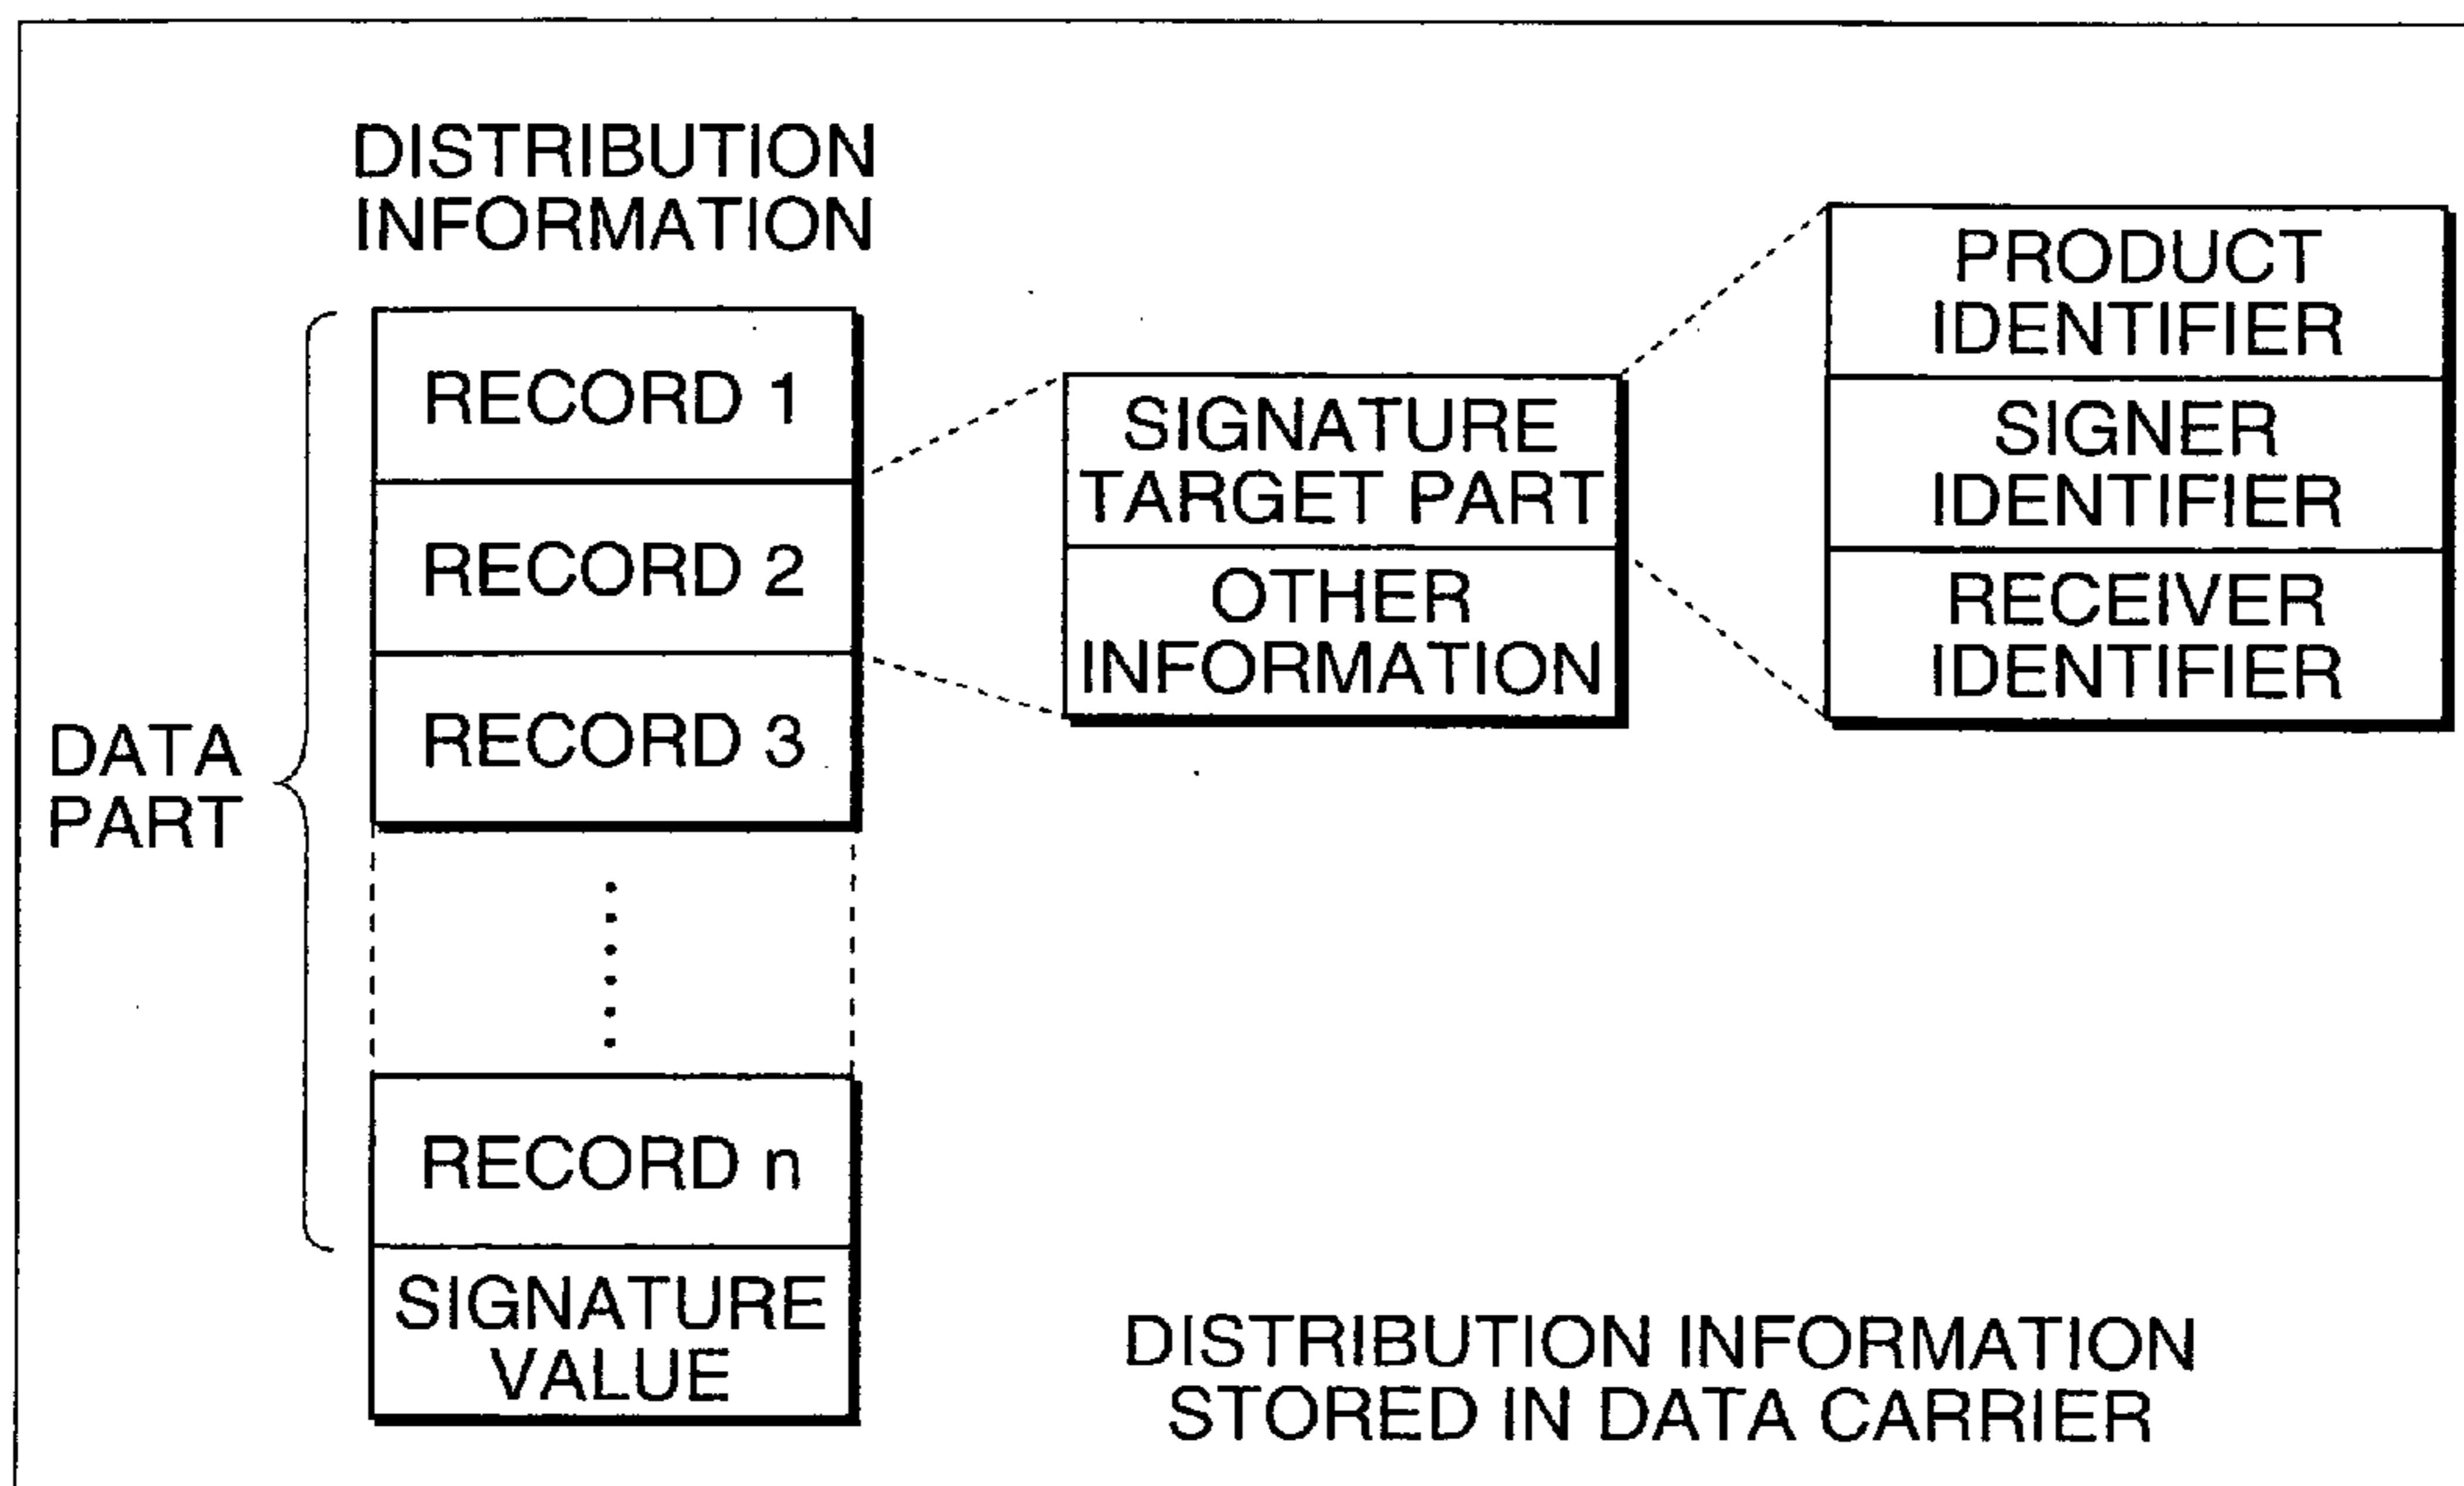 DISTRIBUTION
INFORMATION
DATA
PART
RECORD 1
RECORD 2
RECORD 3
RECORD n
SIGNATURE
VALUE
SIGNATURE
TARGET PART
OTHER
INFORMATION
PRODUCT
IDENTIFIER
SIGNER
IDENTIFIER
RECEIVER
IDENTIFIER
DISTRIBUTION INFORMATION
STORED IN DATA CARRIER